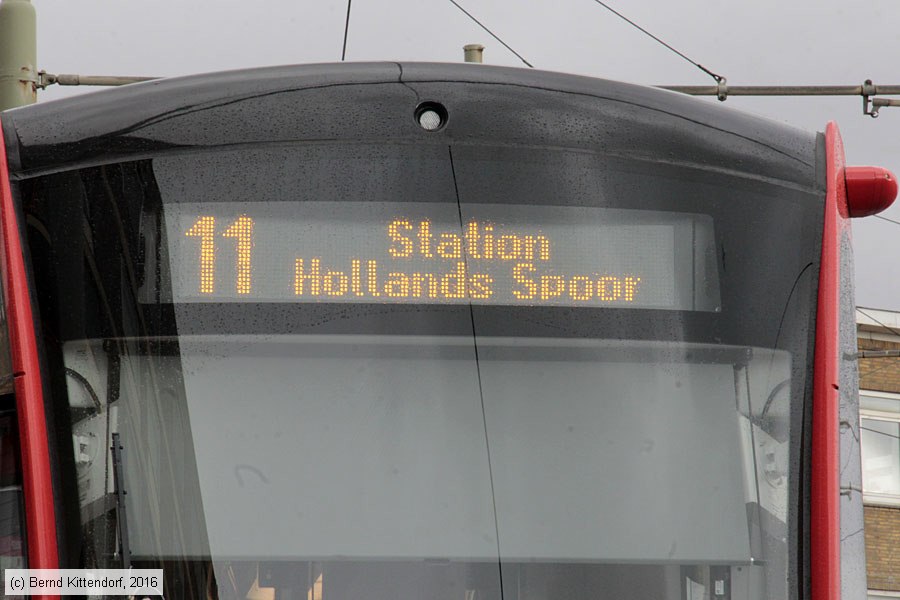 11 Station
Hollands Spoor
(c) Bernd Kittendorf, 2016